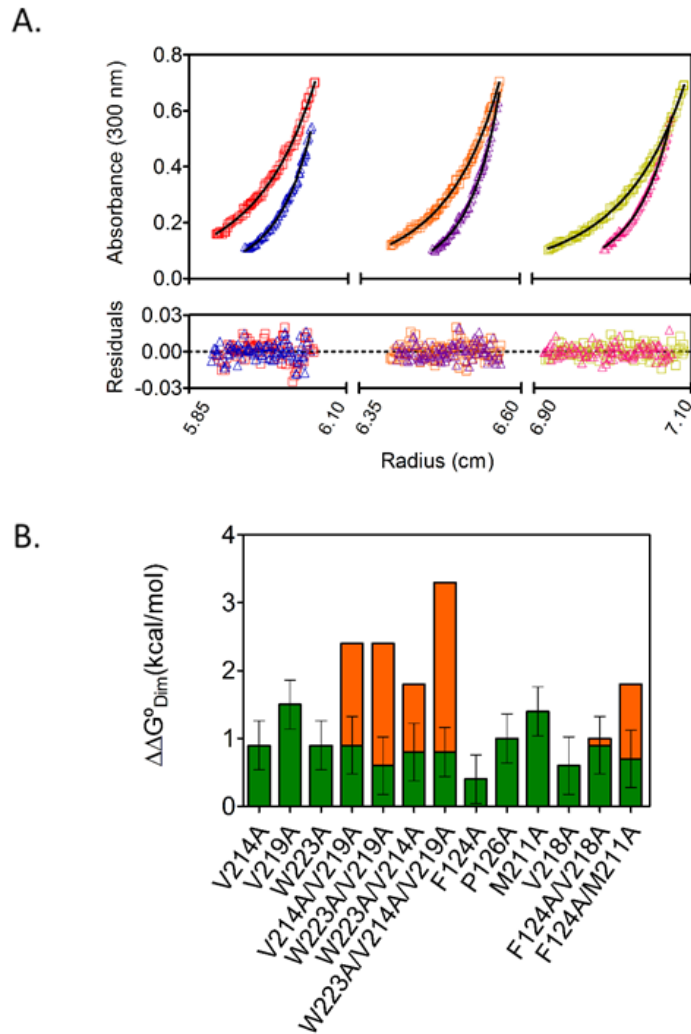 A.
0.8
0.6
0.4
0.2
0.0
Absorbance (300 nm)
0.03
0.00
-0.03
Residuals
5.85
6.10
6.35
6.60
6.90
7.10
Radius (cm)
B.
4
3
2
1
0
ΔΔGº Dim(kcal/mol)
V214A
V219A
W223A
V214A/V219A
W223A/V219A
W223A/V214A
W223A/V214A/V219A
F124A
P126A
M211A
V218A
F124A/V218A
F124A/M211A